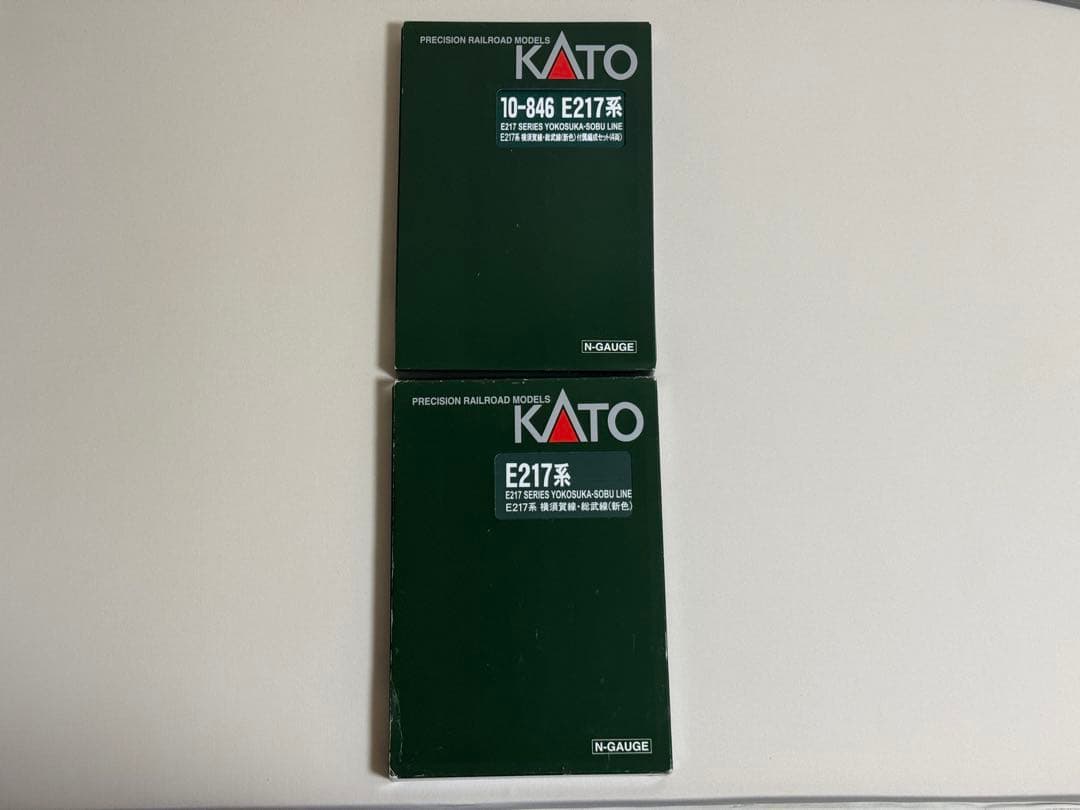 PRECISION RAILROAD MODELS
KATO
10-846 E217系
E217 SERIES YOKOSUKA-SOBU LINE
E217系 横須賀線・総武線(新色) 付属編成セット(4両)
N-GAUGE
PRECISION RAILROAD MODELS
KATO
E217系
E217 SERIES YOKOSUKA-SOBU LINE
E217系 横須賀線・総武線(新色)
N-GAUGE